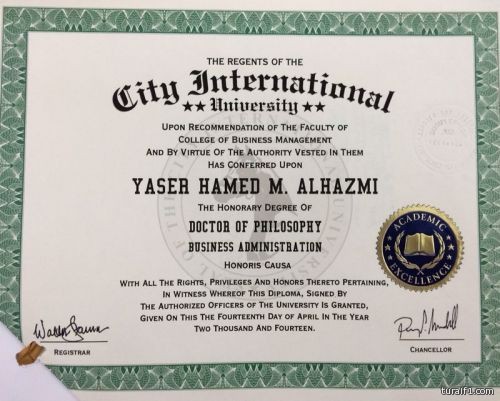 THE REGENTS OF THE
City International
University
UPON RECOMMENDATION OF THE FACULTY OF
COLLEGE OF BUSINESS MANAGEMENT
AND BY VIRTUE OF THE AUTHORITY VESTED IN THEM
HAS CONFERRED UPON
YASER HAMED M. ALHAZMI
THE HONORARY DEGREE OF
DOCTOR OF PHILOSOPHY
BUSINESS ADMINISTRATION
HONORIS CAUSA
WITH ALL THE RIGHTS, PRIVILEGES AND HONORS THERETO PERTAINING,
IN WITNESS WHEREOF THIS DIPLOMA, SIGNED BY
THE AUTHORIZED OFFICERS OF THE UNIVERSITY IS GRANTED,
GIVEN ON THIS THE FOURTEENTH DAY OF APRIL IN THE YEAR
TWO THOUSAND AND FOURTEEN.
ACADEMIC
EXCELLENCE
REGISTRAR
CHANCELLOR
turaif1.com